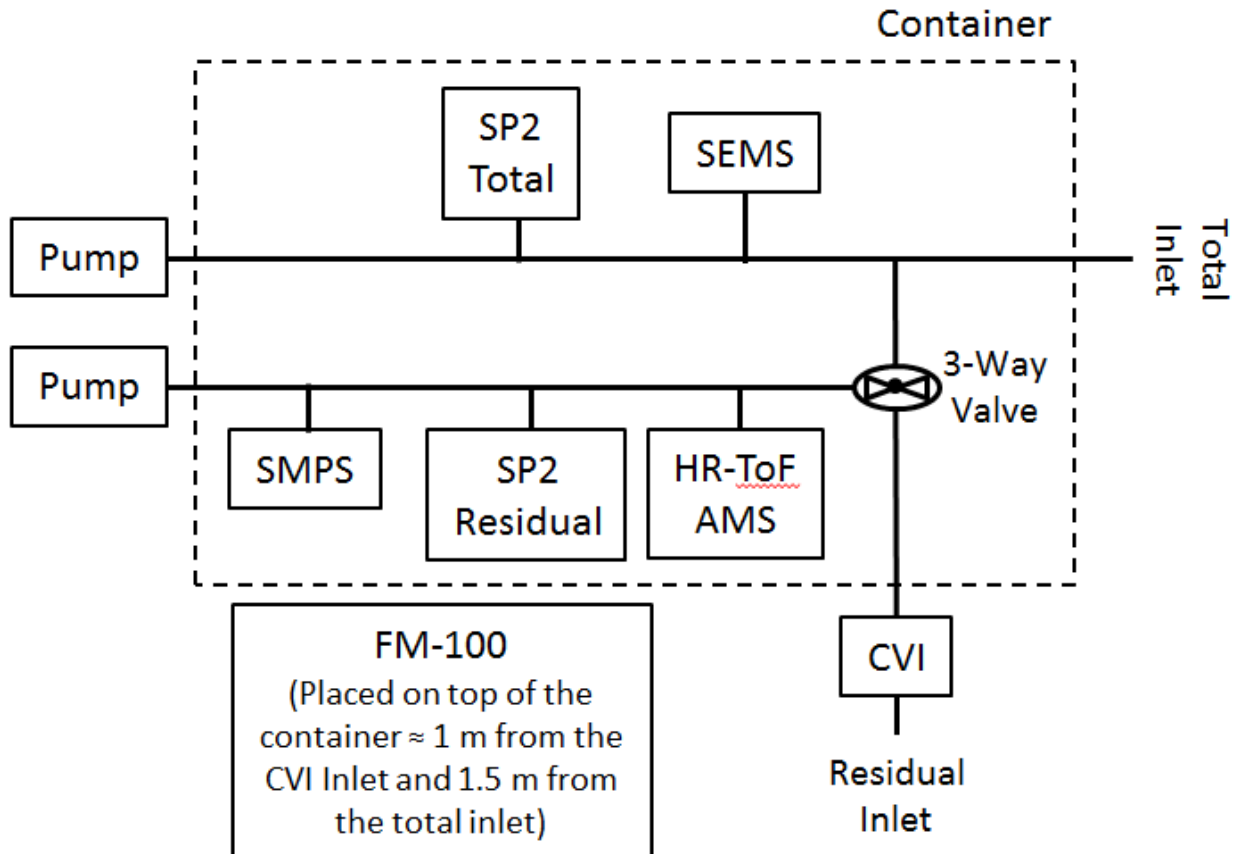 Container
SP2
Total
SEMS
Pump
Total
Inlet
Pump
3-Way
Valve
SMPS
SP2
Residual
HR-ToF
AMS
FM-100
(Placed on top of the
container ≈ 1 m from the
CVI Inlet and 1.5 m from
the total inlet)
CVI
Residual
Inlet